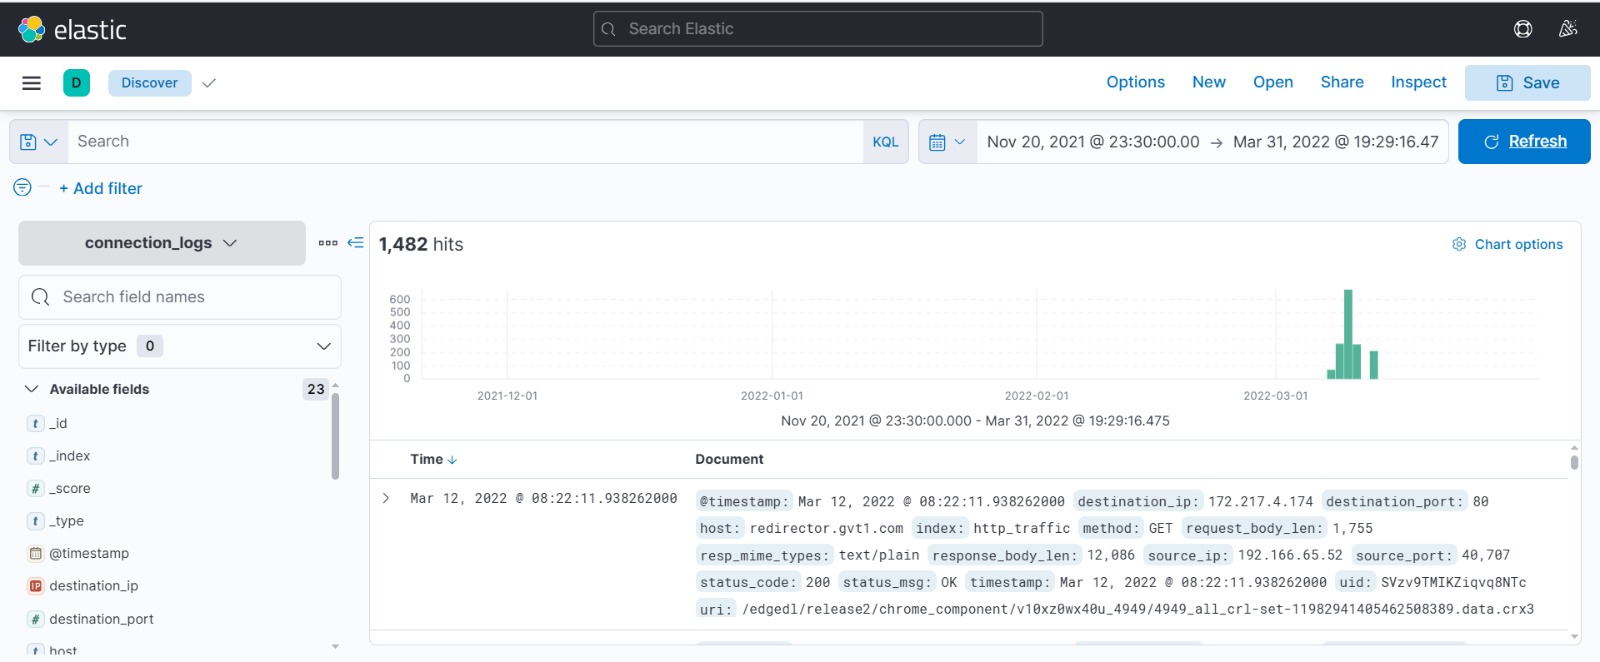 elastic
Search Elastic
D
Discover
Options New Open Share Inspect Save
Search
KQL
Nov 20, 2021 @ 23:30:00.00 → Mar 31, 2022 @ 19:29:16.47
Refresh
+ Add filter
connection_logs
Search field names
Filter by type 0
Available fields 23
t _id
t _index
# _score
t _type
@timestamp
IP destination_ip
# destination_port
t host
1,482 hits
Chart options
600
500
400
300
200
100
0
2021-12-01 2022-01-01 2022-02-01 2022-03-01
Nov 20, 2021 @ 23:30:00.000 - Mar 31, 2022 @ 19:29:16.475
Time ↓ Document
Mar 12, 2022 @ 08:22:11.938262000
@timestamp: Mar 12, 2022 @ 08:22:11.938262000 destination_ip: 172.217.4.174 destination_port: 80
host: redirector.gvt1.com index: http_traffic method: GET request_body_len: 1,755
resp_mime_types: text/plain response_body_len: 12,086 source_ip: 192.166.65.52 source_port: 40,707
status_code: 200 status_msg: OK timestamp: Mar 12, 2022 @ 08:22:11.938262000 uid: SVzv9TMIKZiqvq8NTc
uri: /edgedl/release2/chrome_component/v10xz0wx40u_4949/4949_all_crl-set-11982941405462508389.data.crx3